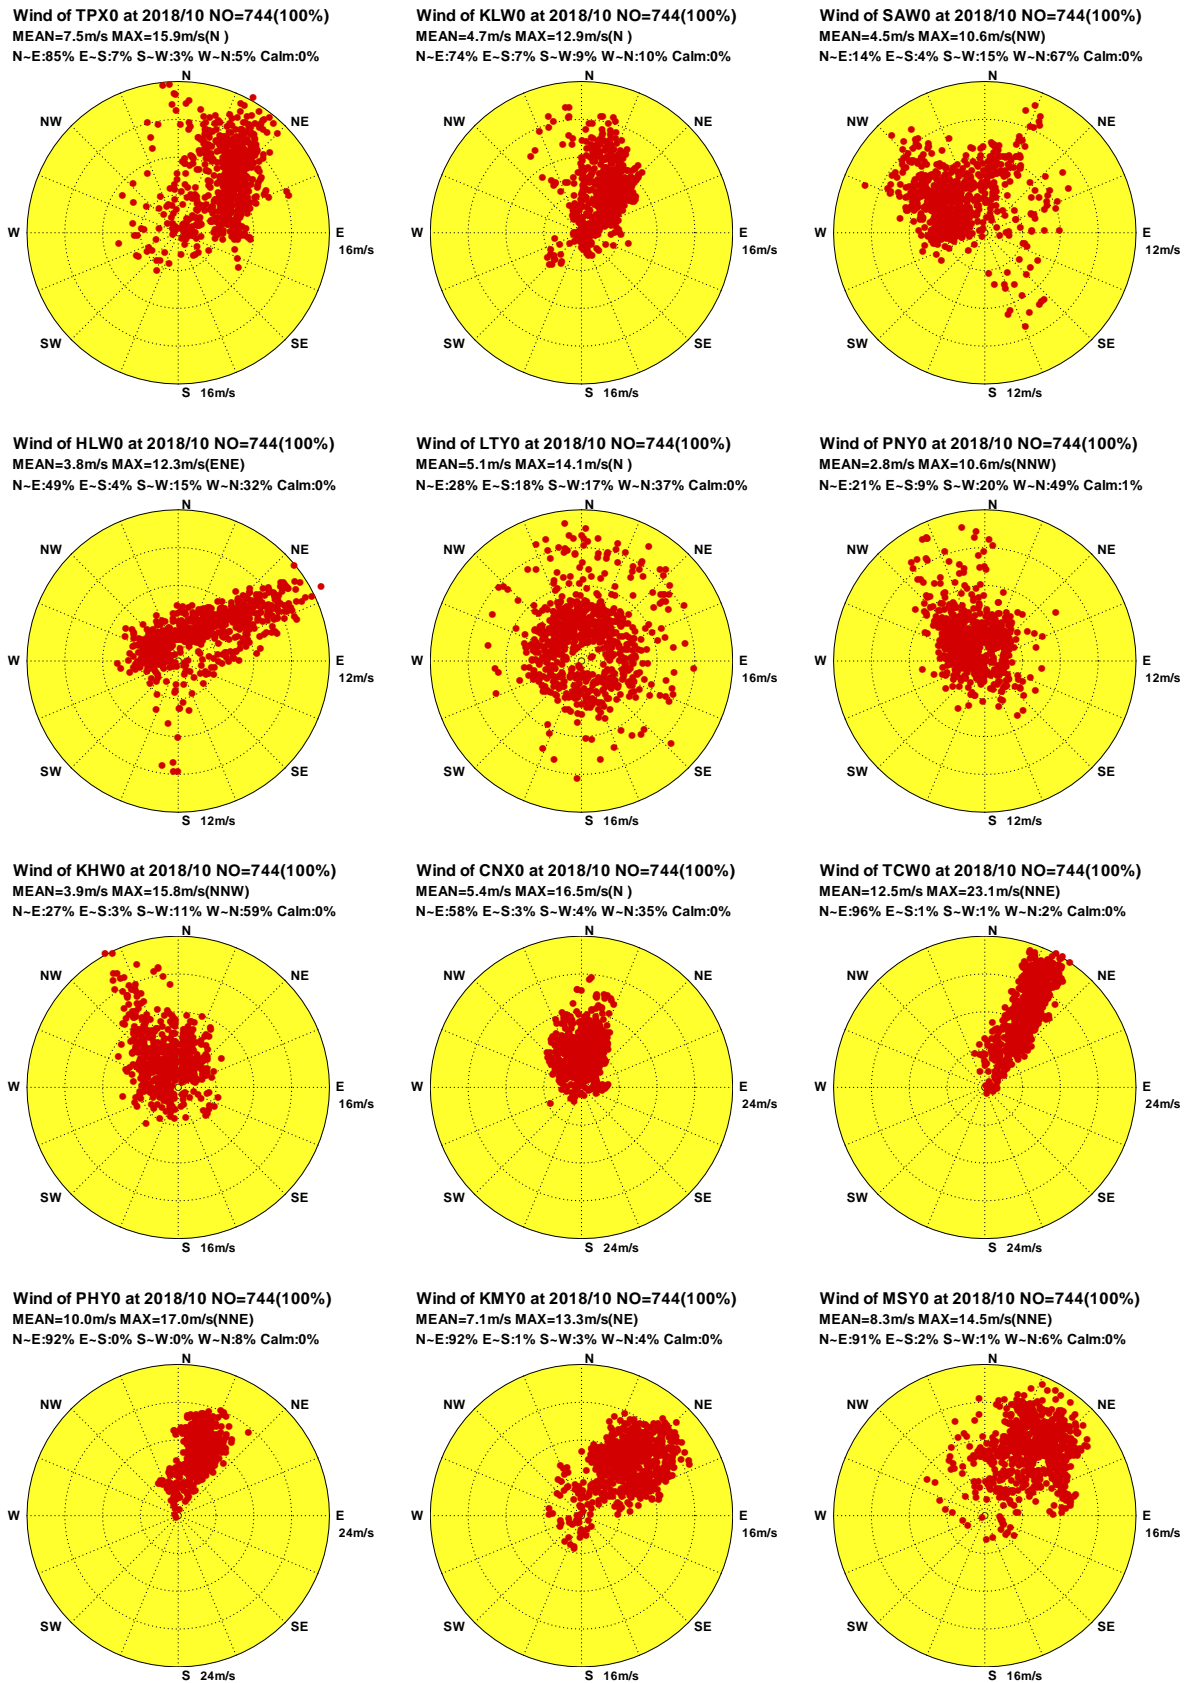 Wind of TPX0 at 2018/10 NO=744(100%)
MEAN=7.5m/s MAX=15.9m/s(N )
N~E:85% E~S:7% S~W:3% W~N:5% Calm:0%
N
NW
NE
W
E
16m/s
SW
SE
S 16m/s
Wind of KLW0 at 2018/10 NO=744(100%)
MEAN=4.7m/s MAX=12.9m/s(N )
N~E:74% E~S:7% S~W:9% W~N:10% Calm:0%
N
NW
NE
W
E
16m/s
SW
SE
S 16m/s
Wind of SAW0 at 2018/10 NO=744(100%)
MEAN=4.5m/s MAX=10.6m/s(NW)
N~E:14% E~S:4% S~W:15% W~N:67% Calm:0%
N
NW
NE
W
E
12m/s
SW
SE
S 12m/s
Wind of HLW0 at 2018/10 NO=744(100%)
MEAN=3.8m/s MAX=12.3m/s(ENE)
N~E:49% E~S:4% S~W:15% W~N:32% Calm:0%
N
NW
NE
W
E
12m/s
SW
SE
S 12m/s
Wind of LTY0 at 2018/10 NO=744(100%)
MEAN=5.1m/s MAX=14.1m/s(N )
N~E:28% E~S:18% S~W:17% W~N:37% Calm:0%
N
NW
NE
W
E
16m/s
SW
SE
S 16m/s
Wind of PNY0 at 2018/10 NO=744(100%)
MEAN=2.8m/s MAX=10.6m/s(NNW)
N~E:21% E~S:9% S~W:20% W~N:49% Calm:1%
N
NW
NE
W
E
12m/s
SW
SE
S 12m/s
Wind of KHW0 at 2018/10 NO=744(100%)
MEAN=3.9m/s MAX=15.8m/s(NNW)
N~E:27% E~S:3% S~W:11% W~N:59% Calm:0%
N
NW
NE
W
E
16m/s
SW
SE
S 16m/s
Wind of CNX0 at 2018/10 NO=744(100%)
MEAN=5.4m/s MAX=16.5m/s(N )
N~E:58% E~S:3% S~W:4% W~N:35% Calm:0%
N
NW
NE
W
E
24m/s
SW
SE
S 24m/s
Wind of TCW0 at 2018/10 NO=744(100%)
MEAN=12.5m/s MAX=23.1m/s(NNE)
N~E:96% E~S:1% S~W:1% W~N:2% Calm:0%
N
NW
NE
W
E
24m/s
SW
SE
S 24m/s
Wind of PHY0 at 2018/10 NO=744(100%)
MEAN=10.0m/s MAX=17.0m/s(NNE)
N~E:92% E~S:0% S~W:0% W~N:8% Calm:0%
N
NW
NE
W
E
24m/s
SW
SE
S 24m/s
Wind of KMY0 at 2018/10 NO=744(100%)
MEAN=7.1m/s MAX=13.3m/s(NE)
N~E:92% E~S:1% S~W:3% W~N:4% Calm:0%
N
NW
NE
W
E
16m/s
SW
SE
S 16m/s
Wind of MSY0 at 2018/10 NO=744(100%)
MEAN=8.3m/s MAX=14.5m/s(NNE)
N~E:91% E~S:2% S~W:1% W~N:6% Calm:0%
N
NW
NE
W
E
16m/s
SW
SE
S 16m/s